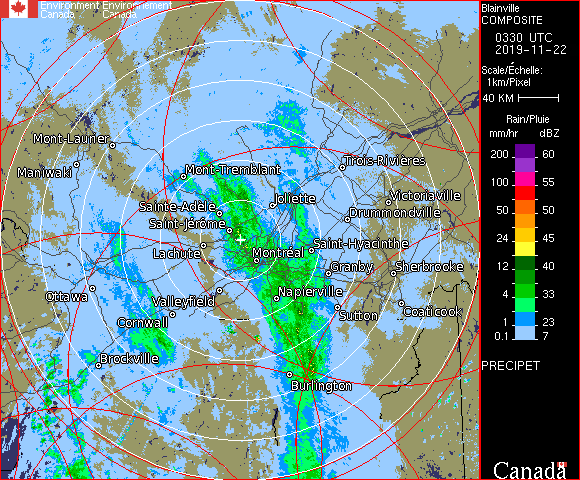 Environment Environnement
Canada Canada
Blainville
COMPOSITE
0330 UTC
2019-11-22
Scale/Échelle:
1km/Pixel
40 KM
Rain/Pluie
mm/hr dBZ
200 60
100 55
50 50
24 45
12 40
4 33
1 23
0.1 7
PRECIPET
Canada
Mont-Laurier
Maniwaki
Mont-Tremblant
Trois-Rivières
Sainte-Adèle
Joliette
Victoriaville
Drummondville
Saint-Jérôme
Lachute
Montréal
Saint-Hyacinthe
Granby
Sherbrooke
Ottawa
Valleyfield
Napierville
Sutton
Coaticook
Cornwall
Brockville
Burlington